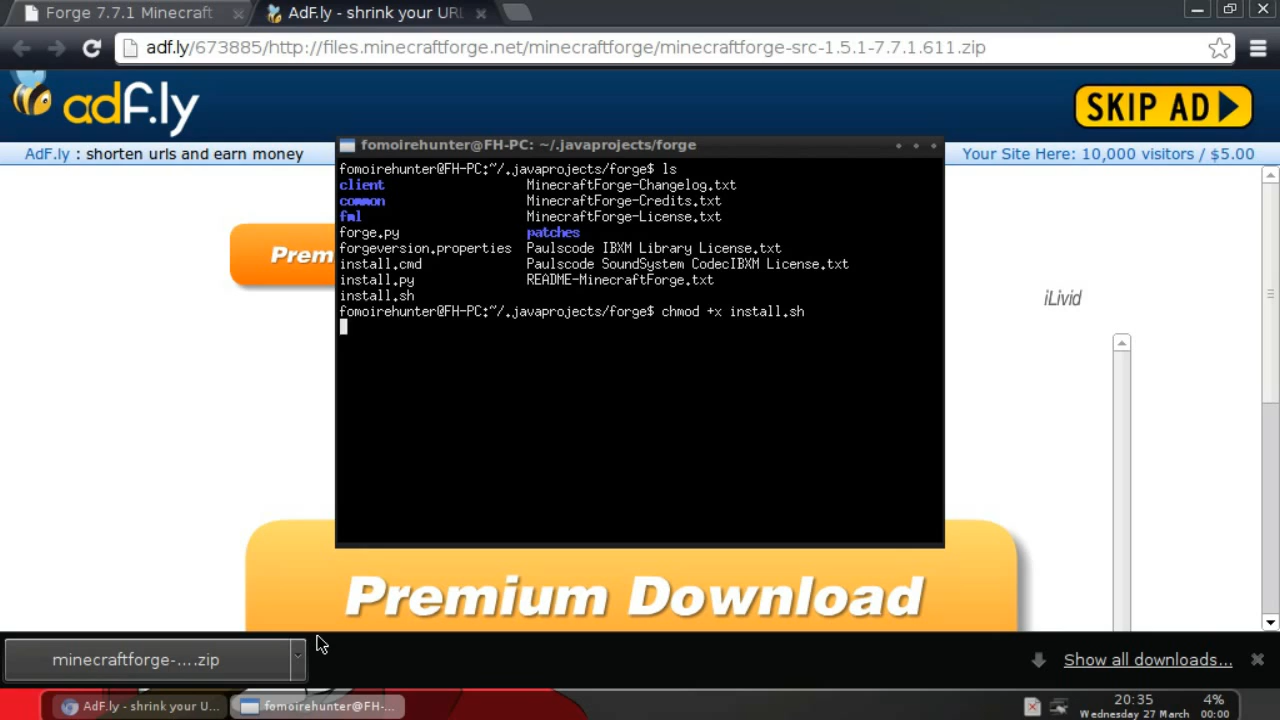 Forge 7.7.1 Minecraft
AdF.ly - shrink your URL
adf.ly/673885/http://files.minecraftforge.net/minecraftforge/minecraftforge-src-1.5.1-7.7.1.611.zip
adf.ly
SKIP AD
AdF.ly : shorten urls and earn money
Your Site Here: 10,000 visitors / $5.00
fomoirehunter@FH-PC: ~/.javaprojects/forge
fomoirehunter@FH-PC:~/.javaprojects/forge$ ls
client MinecraftForge-Changelog.txt
common MinecraftForge-Credits.txt
fml MinecraftForge-License.txt
forge.py patches
forgeversion.properties Paulscode IBXM Library License.txt
install.cmd Paulscode SoundSystem CodecIBXM License.txt
install.py README-MinecraftForge.txt
install.sh
fomoirehunter@FH-PC:~/.javaprojects/forge$ chmod +x install.sh
Prem
iLivid
Premium Download
minecraftforge-....zip
Show all downloads...
AdF.ly - shrink your U...
fomoirehunter@FH-...
20:35
Wednesday 27 March
4%
00:00